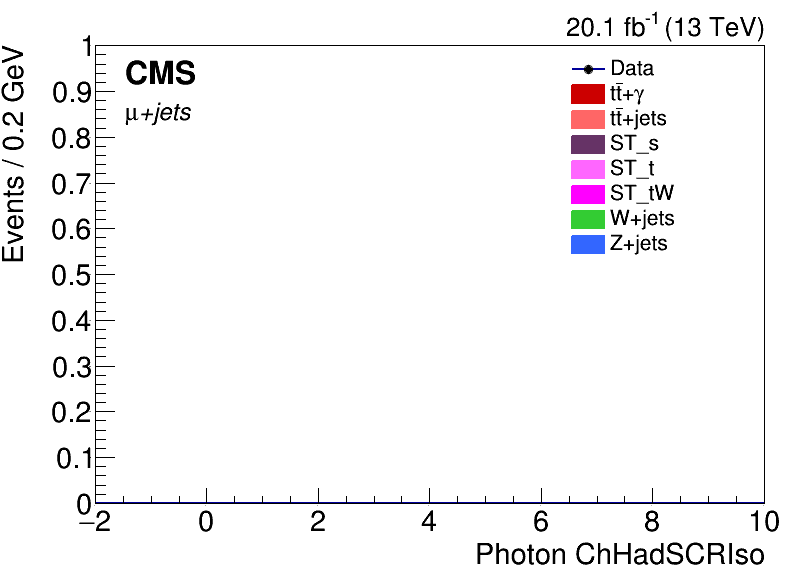 20.1 fb-1 (13 TeV)
Events / 0.2 GeV
1
0.9
0.8
0.7
0.6
0.5
0.4
0.3
0.2
0.1
0
CMS
μ+jets
Data
tt̄+γ
tt̄+jets
ST_s
ST_t
ST_tW
W+jets
Z+jets
−2 0 2 4 6 8 10
Photon ChHadSCRIso